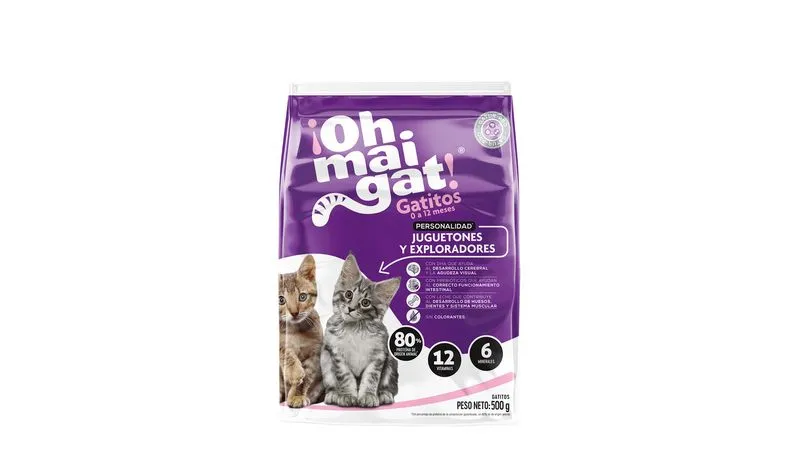 ¡Oh
mai
gat!®
Gatitos
0 a 12 meses
PERSONALIDAD
JUGUETONES
Y EXPLORADORES
CON DHA QUE AYUDA
AL DESARROLLO CEREBRAL
Y LA AGUDEZA VISUAL
CON PREBIÓTICOS QUE AYUDAN
AL CORRECTO FUNCIONAMIENTO
INTESTINAL
CON LECHE QUE CONTRIBUYE
AL DESARROLLO DE HUESOS,
DIENTES Y SISTEMA MUSCULAR
SIN COLORANTES
80%
PROTEÍNA DE
ORIGEN ANIMAL
12
VITAMINAS
6
MINERALES
GATITOS
PESO NETO: 500 g